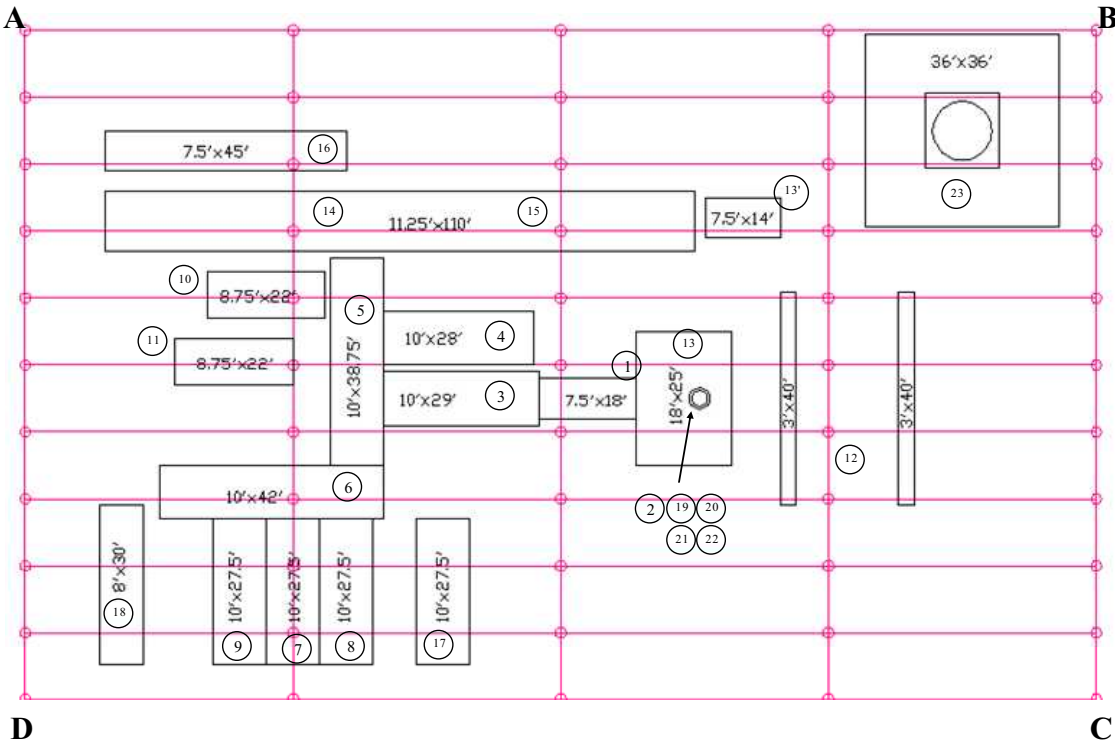 A
B
36'x36'
7.5'x45'
16
23
13'
14
15
11.25'x110'
7.5'x14'
10
8.75'x22'
5
10'x28'
4
13
11
8.75'x22'
10'x38.75'
1
10'x29'
3
7.5'x18'
18'x25'
3'x40'
3'x40'
12
10'x42'
6
2
19
20
21
22
8'x30'
18
10'x27.5'
10'x27.5'
10'x27.5'
10'x27.5'
9
7
8
17
D
C